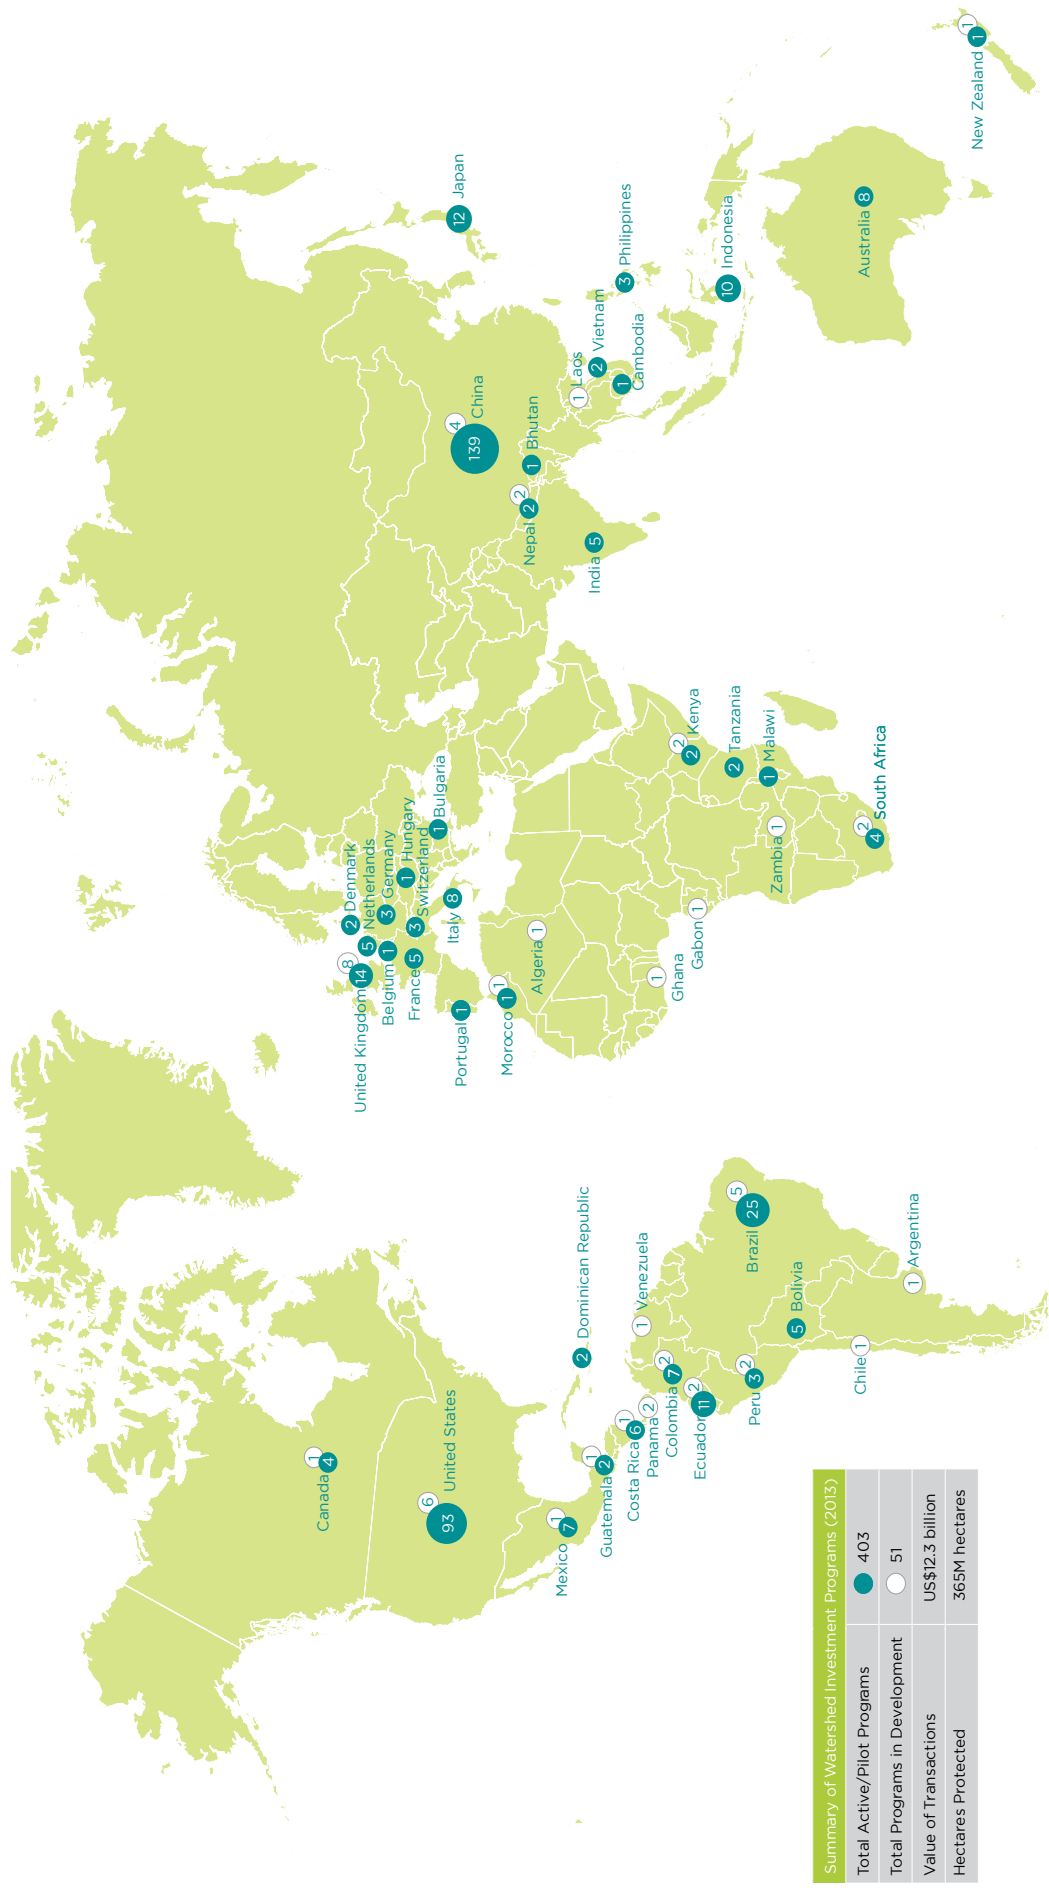 Canada
1
4
United States
6
93
Mexico
1
7
Guatemala
1
2
Dominican Republic
2
Costa Rica
1
6
Panama
2
Venezuela
1
Colombia
2
7
Ecuador
2
11
Peru
2
3
Brazil
5
25
Bolivia
5
Chile
1
Argentina
1
United Kingdom
8
14
Denmark
2
Netherlands
5
Belgium
1
Germany
3
France
5
Switzerland
3
Hungary
1
Italy
8
Bulgaria
1
Portugal
1
Morocco
1
1
Algeria
1
Ghana
1
Gabon
1
Kenya
2
2
Tanzania
2
Malawi
1
Zambia
1
South Africa
2
4
China
4
139
Japan
12
Nepal
2
2
Bhutan
1
India
5
Laos
1
Vietnam
2
Cambodia
1
Philippines
3
Indonesia
10
Australia
8
New Zealand
1
1
Summary of Watershed Investment Programs (2013)
Total Active/Pilot Programs 403
Total Programs in Development 51
Value of Transactions US$12.3 billion
Hectares Protected 365M hectares